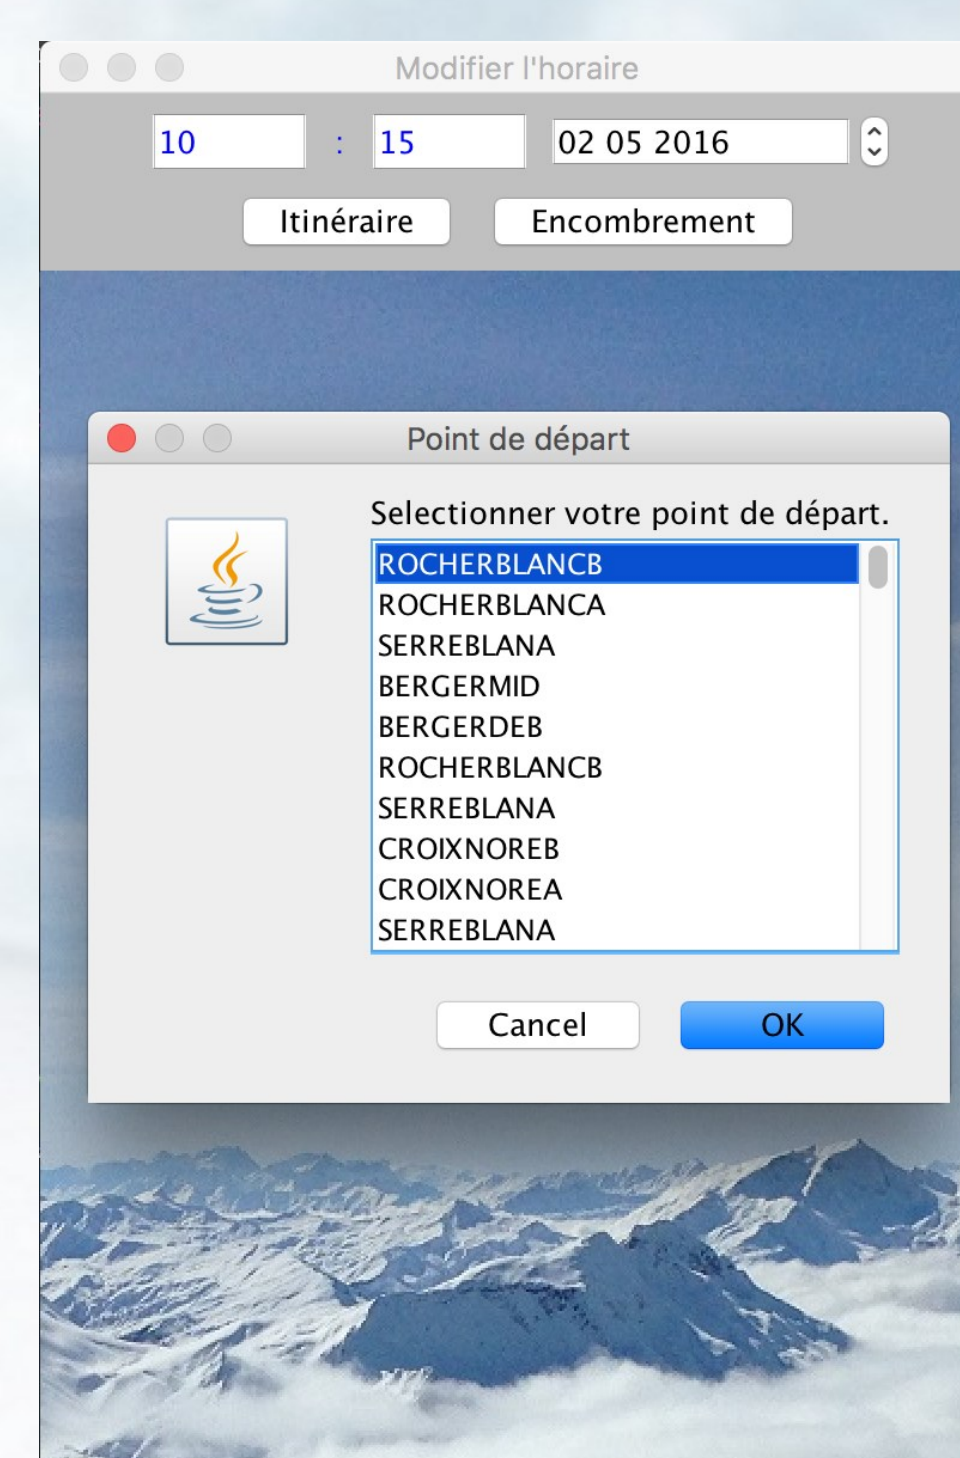 Modifier l'horaire
10 : 15 02 05 2016
Itinéraire Encombrement
Point de départ
Selectionner votre point de départ.
ROCHERBLANCB
ROCHERBLANCA
SERREBLANA
BERGERMID
BERGERDEB
ROCHERBLANCB
SERREBLANA
CROIXNOREB
CROIXNOREA
SERREBLANA
Cancel OK